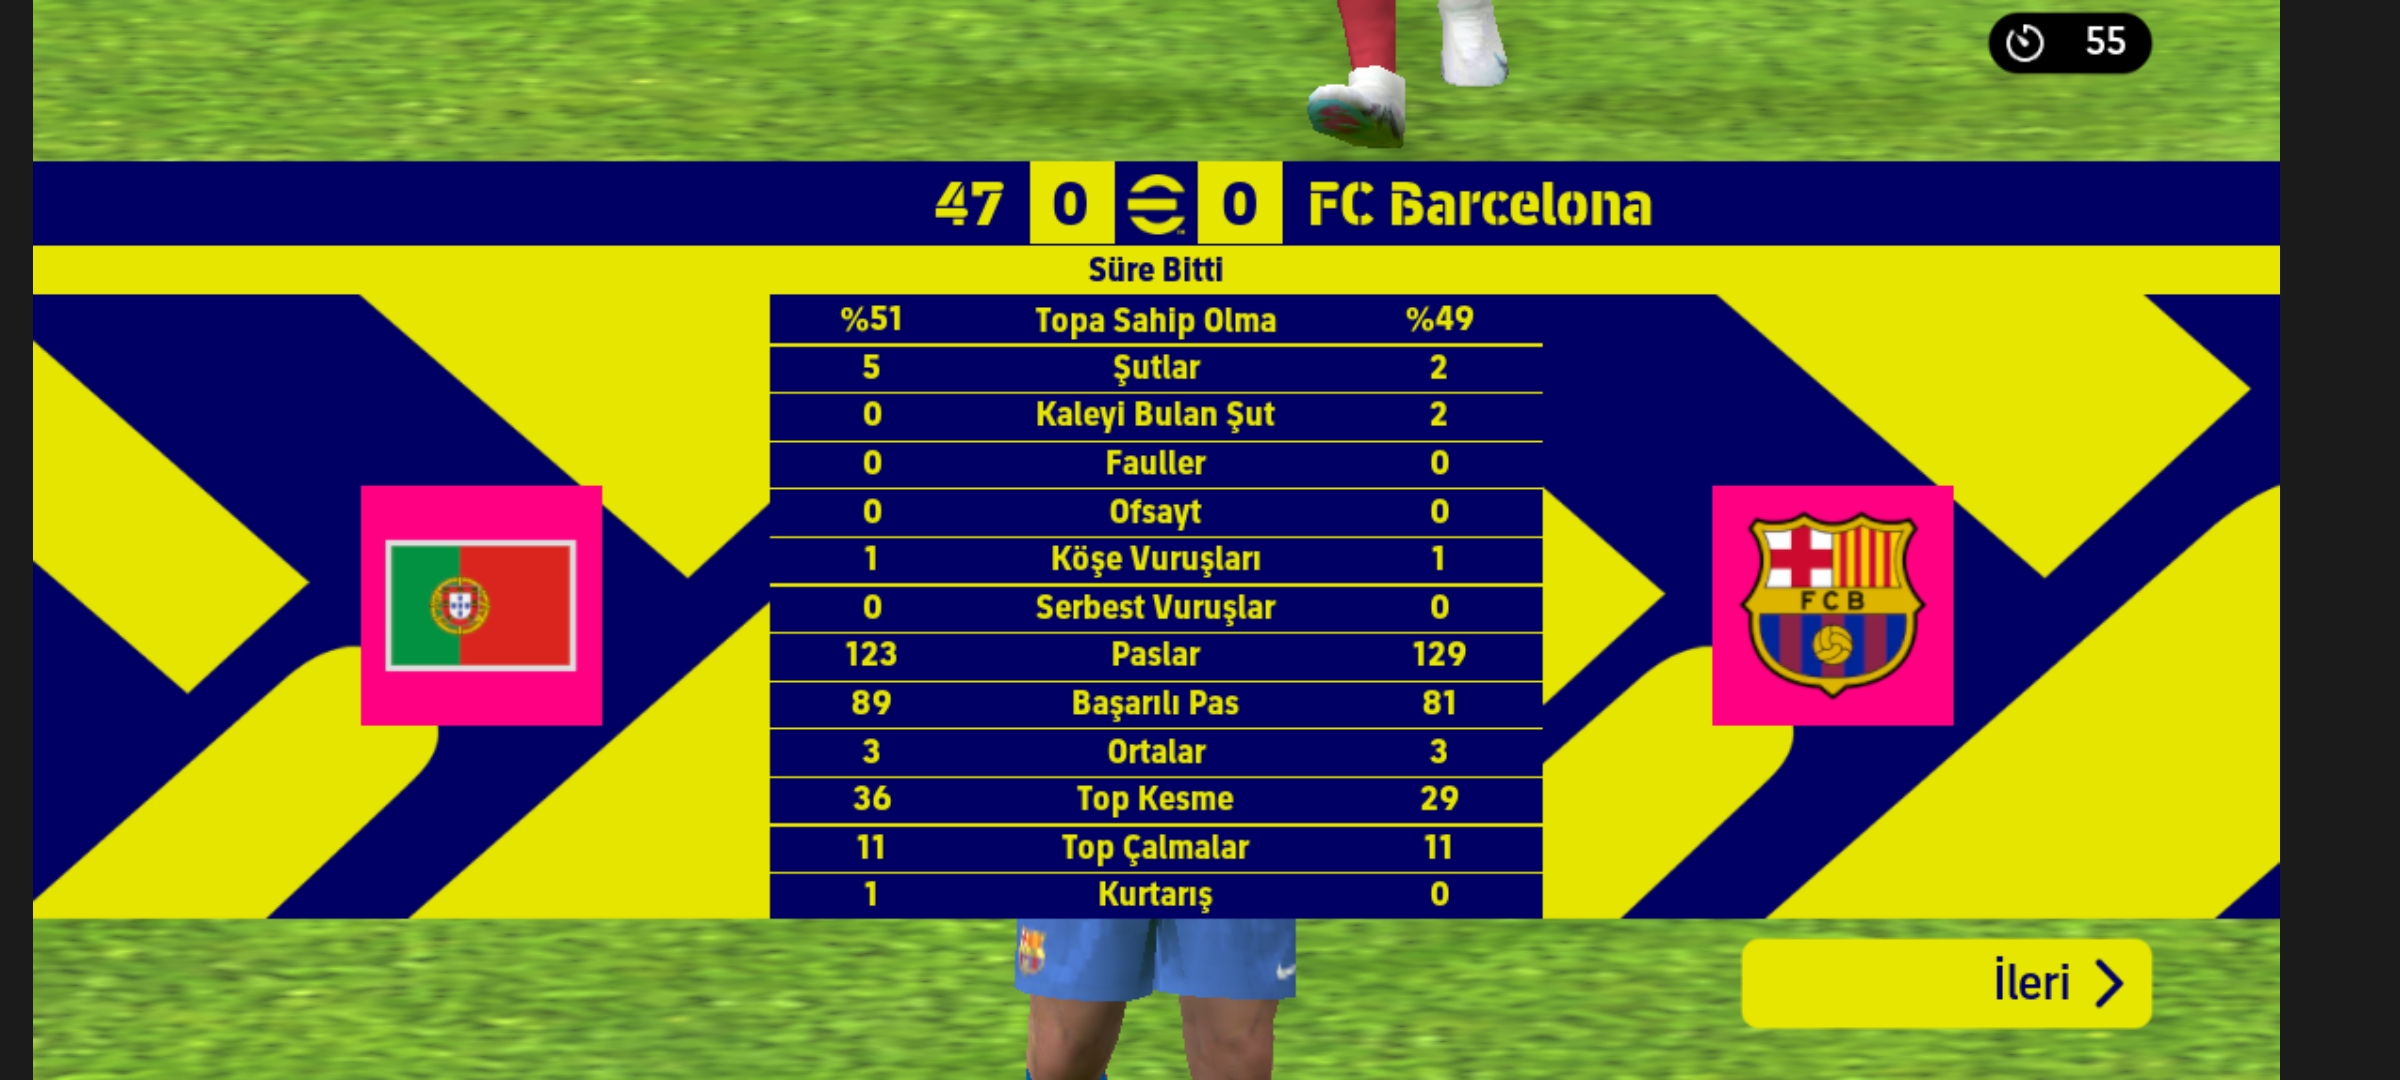 55
47 0 0 FC Barcelona
Süre Bitti
%51 Topa Sahip Olma %49
5 Şutlar 2
0 Kaleyi Bulan Şut 2
0 Fauller 0
0 Ofsayt 0
1 Köşe Vuruşları 1
0 Serbest Vuruşlar 0
123 Paslar 129
89 Başarılı Pas 81
3 Ortalar 3
36 Top Kesme 29
11 Top Çalmalar 11
1 Kurtarış 0
FCB
İleri